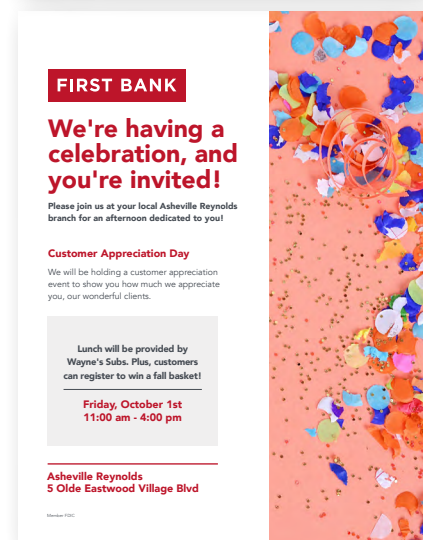 FIRST BANK
We're having a
celebration, and
you're invited!
Please join us at your local Asheville Reynolds
branch for an afternoon dedicated to you!
Customer Appreciation Day
We will be holding a customer appreciation
event to show you how much we appreciate
you, our wonderful clients.
Lunch will be provided by
Wayne's Subs. Plus, customers
can register to win a fall basket!
Friday, October 1st
11:00 am - 4:00 pm
Asheville Reynolds
5 Olde Eastwood Village Blvd
Member FDIC